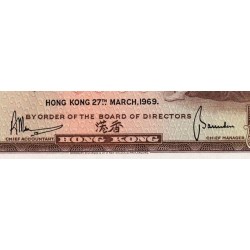 HONG KONG 27TH MARCH, 1969.
BY ORDER OF THE BOARD OF DIRECTORS
港香
CHIEF ACCOUNTANT CHIEF MANAGER
HONG KONG